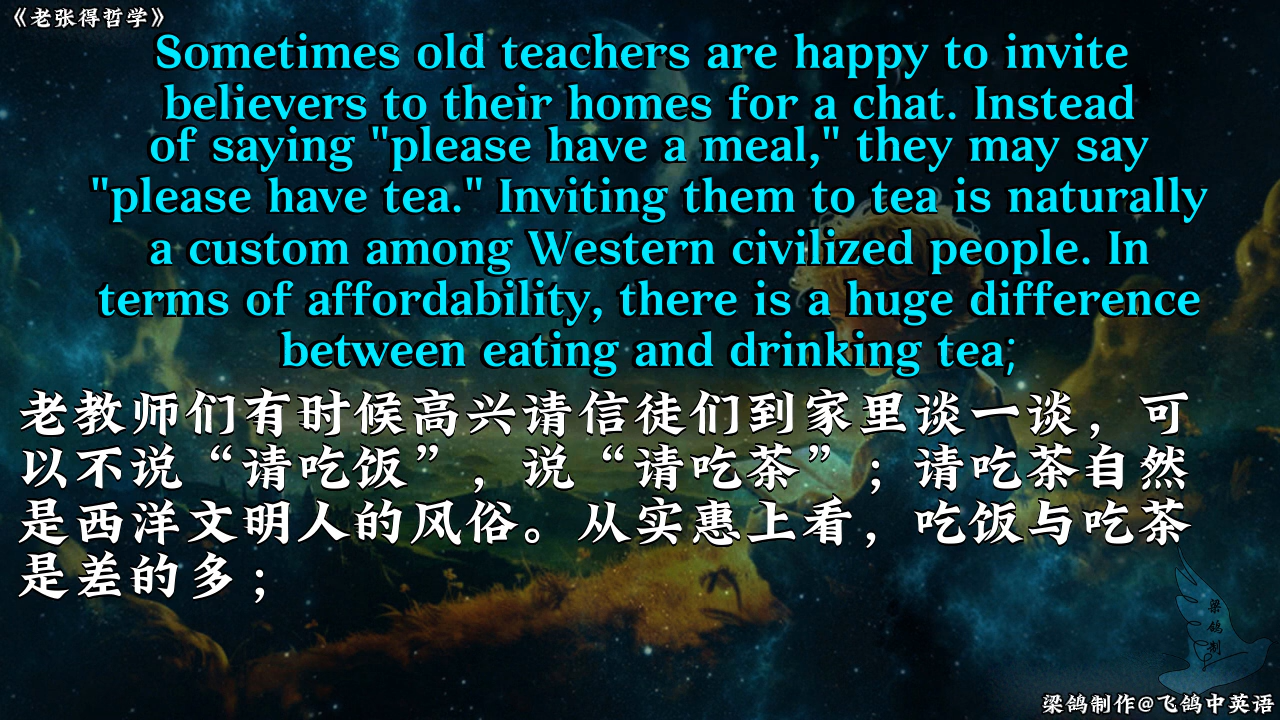 《老张得哲学》
Sometimes old teachers are happy to invite
believers to their homes for a chat. Instead
of saying "please have a meal," they may say
"please have tea." Inviting them to tea is naturally
a custom among Western civilized people. In
terms of affordability, there is a huge difference
between eating and drinking tea;
老教师们有时候高兴请信徒们到家里谈一谈，可
以不说“请吃饭”，说“请吃茶”；请吃茶自然
是西洋文明人的风俗。从实惠上看，吃饭与吃茶
是差的多；
梁鸽制
梁鸽制作@飞鸽中英语